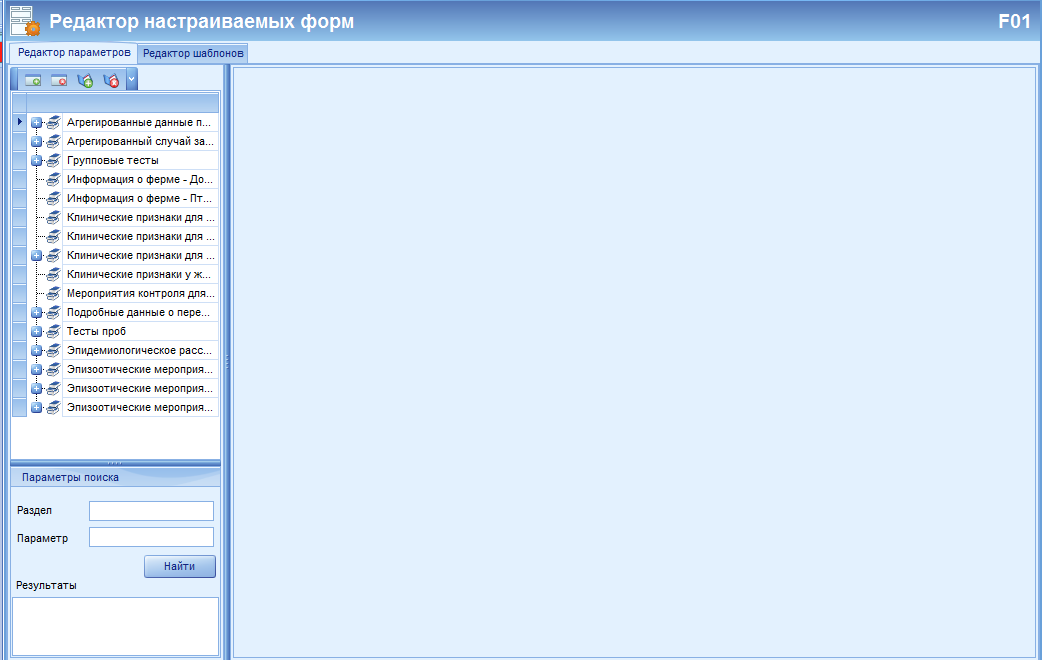 Редактор настраиваемых форм
F01
Редактор параметров
Редактор шаблонов
Агрегированные данные п...
Агрегированный случай за...
Групповые тесты
Информация о ферме - До...
Информация о ферме - Пт...
Клинические признаки для ...
Клинические признаки для ...
Клинические признаки для ...
Клинические признаки у ж...
Мероприятия контроля для...
Подробные данные о пере...
Тесты проб
Эпидемиологическое расс...
Эпизоотические мероприя...
Эпизоотические мероприя...
Эпизоотические мероприя...
Параметры поиска
Раздел
Параметр
Найти
Результаты